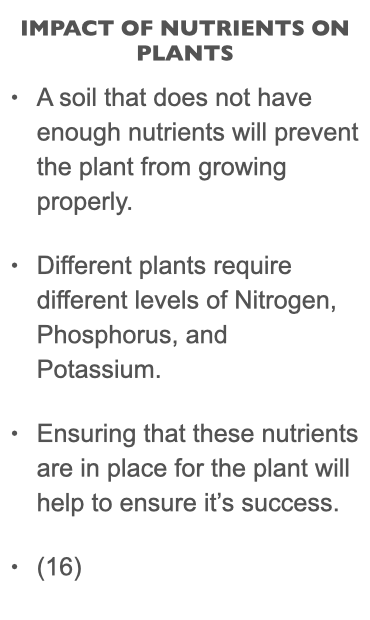 IMPACT OF NUTRIENTS ON
PLANTS
• A soil that does not have
enough nutrients will prevent
the plant from growing
properly.
• Different plants require
different levels of Nitrogen,
Phosphorus, and
Potassium.
• Ensuring that these nutrients
are in place for the plant will
help to ensure it’s success.
• (16)